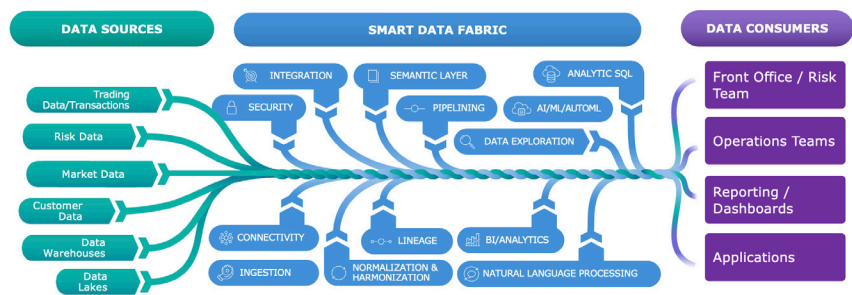 DATA SOURCES
SMART DATA FABRIC
DATA CONSUMERS
Trading
Data/Transactions
Risk Data
Market Data
Customer
Data
Data
Warehouses
Data
Lakes
INTEGRATION
SEMANTIC LAYER
ANALYTIC SQL
SECURITY
PIPELINING
AI/ML/AUTOML
DATA EXPLORATION
CONNECTIVITY
LINEAGE
BI/ANALYTICS
INGESTION
NORMALIZATION &
HARMONIZATION
NATURAL LANGUAGE PROCESSING
Front Office / Risk
Team
Operations Teams
Reporting /
Dashboards
Applications